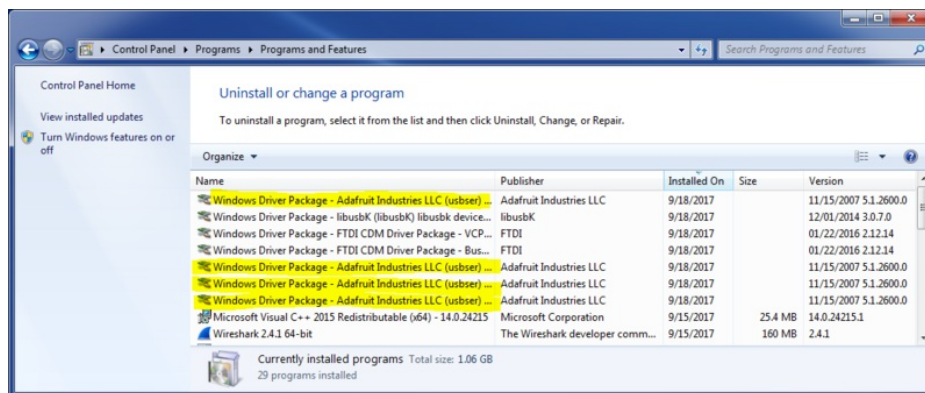 Control Panel ▸ Programs ▸ Programs and Features
Search Programs and Features
Control Panel Home
View installed updates
Turn Windows features on or
off
Uninstall or change a program
To uninstall a program, select it from the list and then click Uninstall, Change, or Repair.
Organize
Name Publisher Installed On Size Version
Windows Driver Package - Adafruit Industries LLC (usbser) ... Adafruit Industries LLC 9/18/2017 11/15/2007 5.1.2600.0
Windows Driver Package - libusbK (libusbK) libusbk device... libusbK 9/18/2017 12/01/2014 3.0.7.0
Windows Driver Package - FTDI CDM Driver Package - VCP... FTDI 9/18/2017 01/22/2016 2.12.14
Windows Driver Package - FTDI CDM Driver Package - Bus... FTDI 9/18/2017 01/22/2016 2.12.14
Windows Driver Package - Adafruit Industries LLC (usbser) ... Adafruit Industries LLC 9/18/2017 11/15/2007 5.1.2600.0
Windows Driver Package - Adafruit Industries LLC (usbser) ... Adafruit Industries LLC 9/18/2017 11/15/2007 5.1.2600.0
Windows Driver Package - Adafruit Industries LLC (usbser) ... Adafruit Industries LLC 9/18/2017 11/15/2007 5.1.2600.0
Microsoft Visual C++ 2015 Redistributable (x64) - 14.0.24215 Microsoft Corporation 9/15/2017 25.4 MB 14.0.24215.1
Wireshark 2.4.1 64-bit The Wireshark developer comm... 9/15/2017 160 MB 2.4.1
Currently installed programs Total size: 1.06 GB
29 programs installed